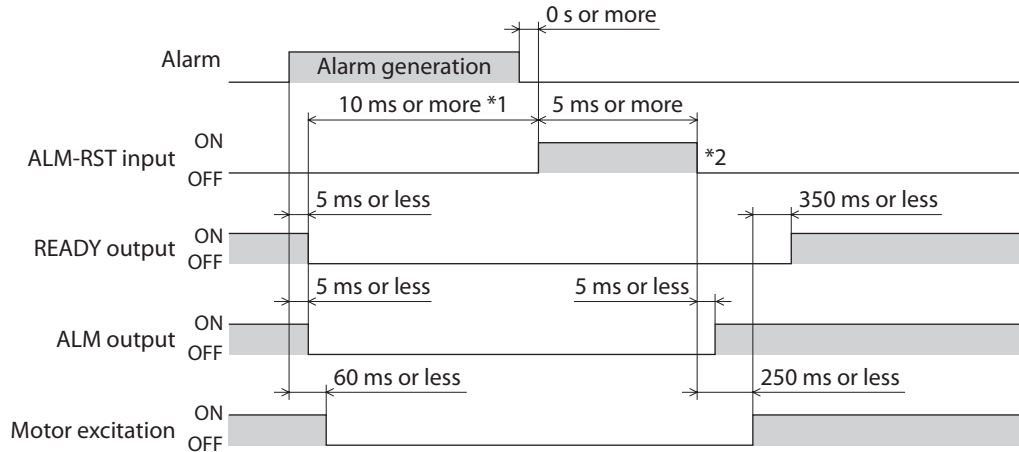 0 s or more
Alarm
Alarm generation
10 ms or more *1
5 ms or more
ALM-RST input
ON
OFF
*2
5 ms or less
350 ms or less
READY output
ON
OFF
5 ms or less
5 ms or less
ALM output
ON
OFF
60 ms or less
250 ms or less
Motor excitation
ON
OFF